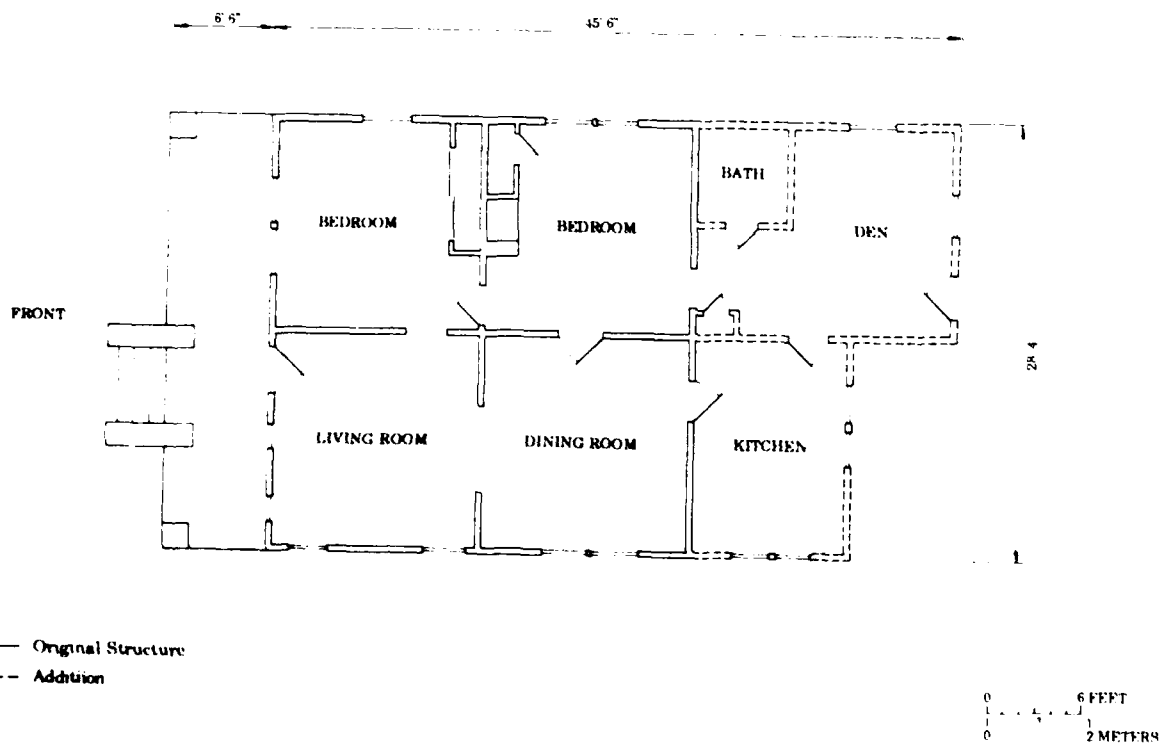 6'6"
45'6"
BATH
BEDROOM
BEDROOM
DEN
FRONT
28'4
LIVING ROOM
DINING ROOM
KITCHEN
Original Structure
Addition
0 6 FEET
0 2 METERS